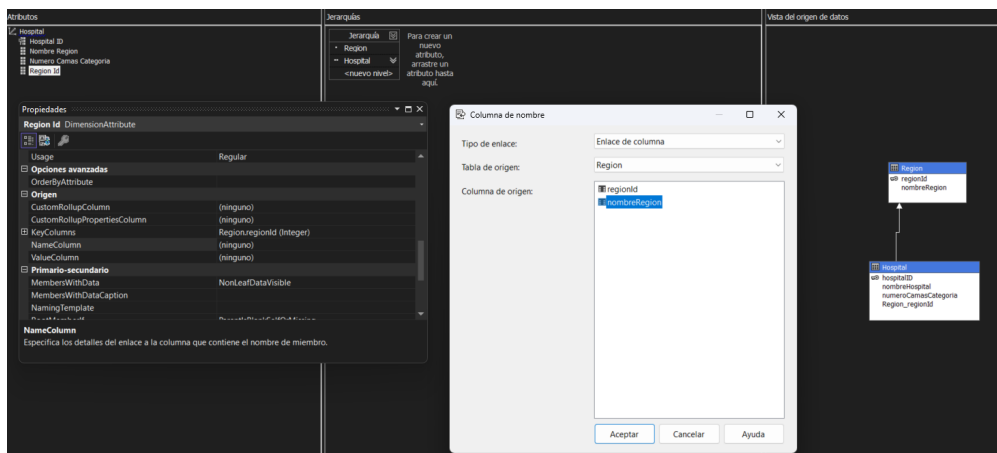 Atributos
Hospital
Hospital ID
Nombre Region
Numero Camas Categoria
Region Id
Jerarquías
Jerarquía
Region
Hospital
<nuevo nivel>
Para crear un
nuevo
atributo,
arrastre un
atributo hasta
aquí.
Vista del origen de datos
Region
regionId
nombreRegion
Hospital
hospitalID
nombreHospital
numeroCamasCategoria
Region_regionId
Propiedades
Region Id DimensionAttribute
Usage Regular
Opciones avanzadas
OrderByAttribute
Origen
CustomRollupColumn (ninguno)
CustomRollupPropertiesColumn (ninguno)
KeyColumns Region.regionId (Integer)
NameColumn (ninguno)
ValueColumn (ninguno)
Primario-secundario
MembersWithData NonLeafDataVisible
MembersWithDataCaption
NamingTemplate
NameColumn
Especifica los detalles del enlace a la columna que contiene el nombre de miembro.
Columna de nombre
Tipo de enlace: Enlace de columna
Tabla de origen: Region
Columna de origen: regionId
nombreRegion
Aceptar Cancelar Ayuda